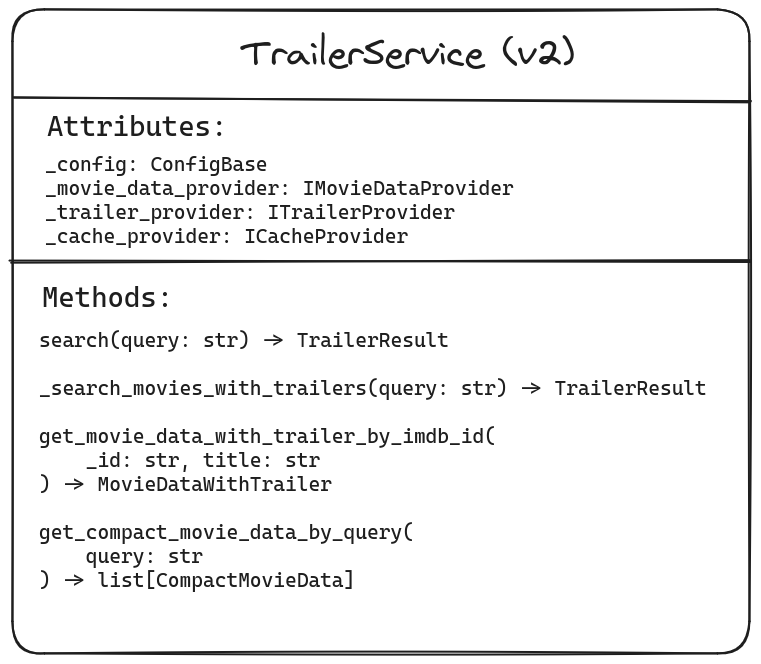 TrailerService (v2)
Attributes:
_config: ConfigBase
_movie_data_provider: IMovieDataProvider
_trailer_provider: ITrailerProvider
_cache_provider: ICacheProvider
Methods:
search(query: str) -> TrailerResult
_search_movies_with_trailers(query: str) -> TrailerResult
get_movie_data_with_trailer_by_imdb_id(
    _id: str, title: str
) -> MovieDataWithTrailer
get_compact_movie_data_by_query(
    query: str
) -> list[CompactMovieData]